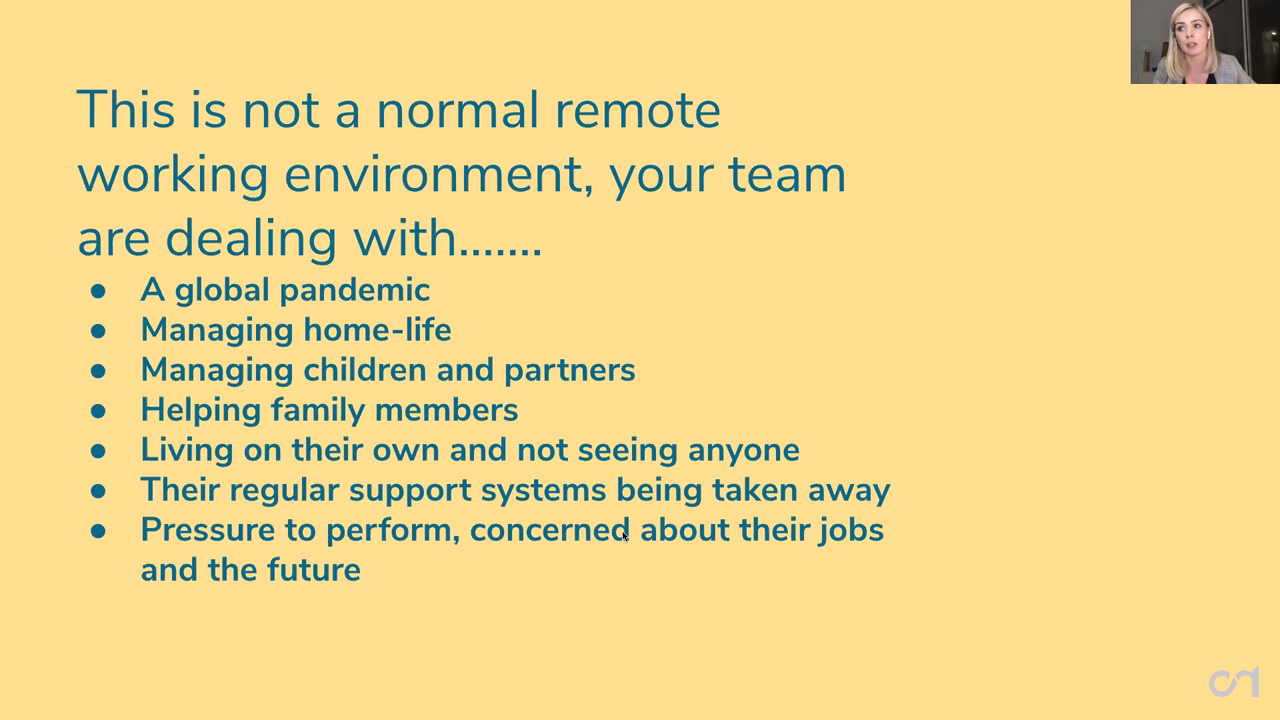 This is not a normal remote
working environment, your team
are dealing with.......
● A global pandemic
● Managing home-life
● Managing children and partners
● Helping family members
● Living on their own and not seeing anyone
● Their regular support systems being taken away
● Pressure to perform, concerned about their jobs
and the future